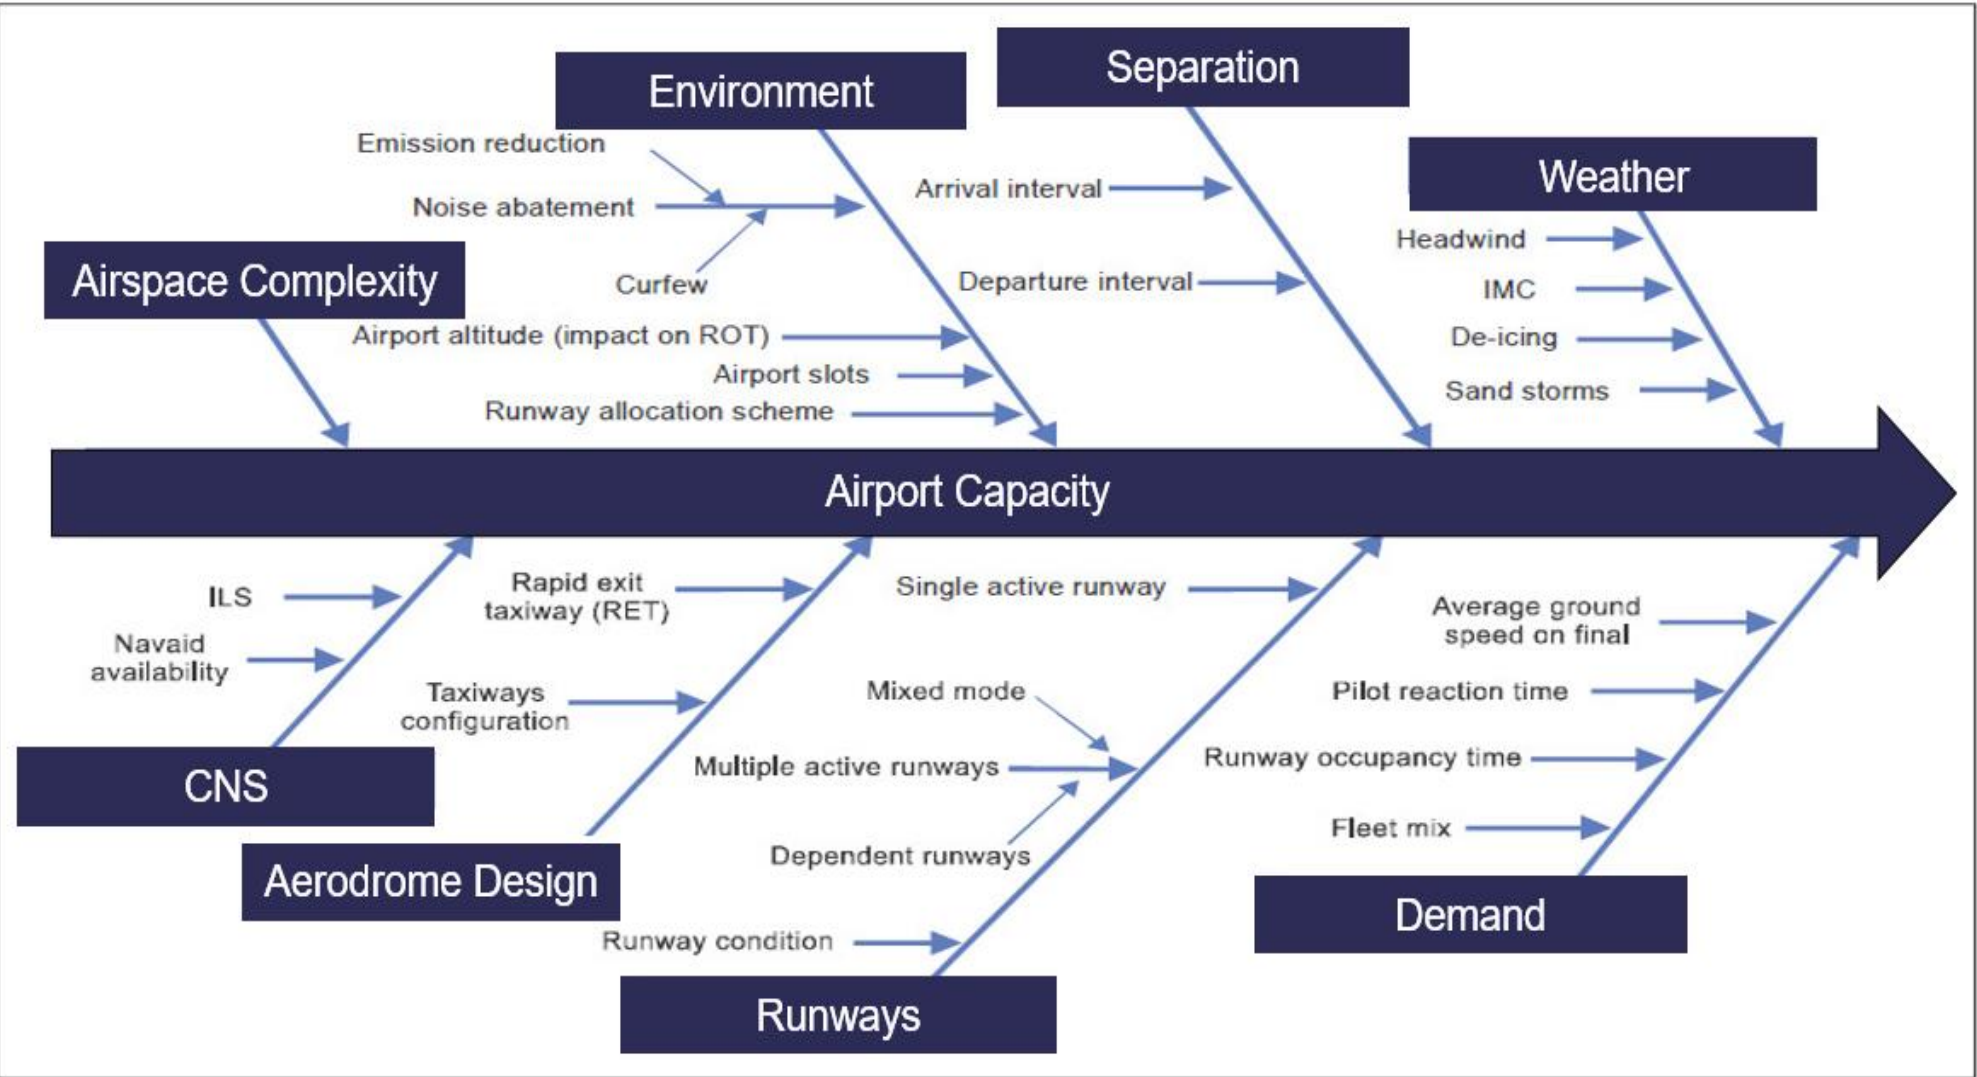 Environment
Separation
Weather
Airspace Complexity
Emission reduction
Noise abatement
Curfew
Airport altitude (impact on ROT)
Airport slots
Runway allocation scheme
Arrival interval
Departure interval
Headwind
IMC
De-icing
Sand storms
Airport Capacity
ILS
Navaid
availability
CNS
Rapid exit
taxiway (RET)
Taxiways
configuration
Aerodrome Design
Single active runway
Mixed mode
Multiple active runways
Dependent runways
Runway condition
Runways
Average ground
speed on final
Pilot reaction time
Runway occupancy time
Fleet mix
Demand